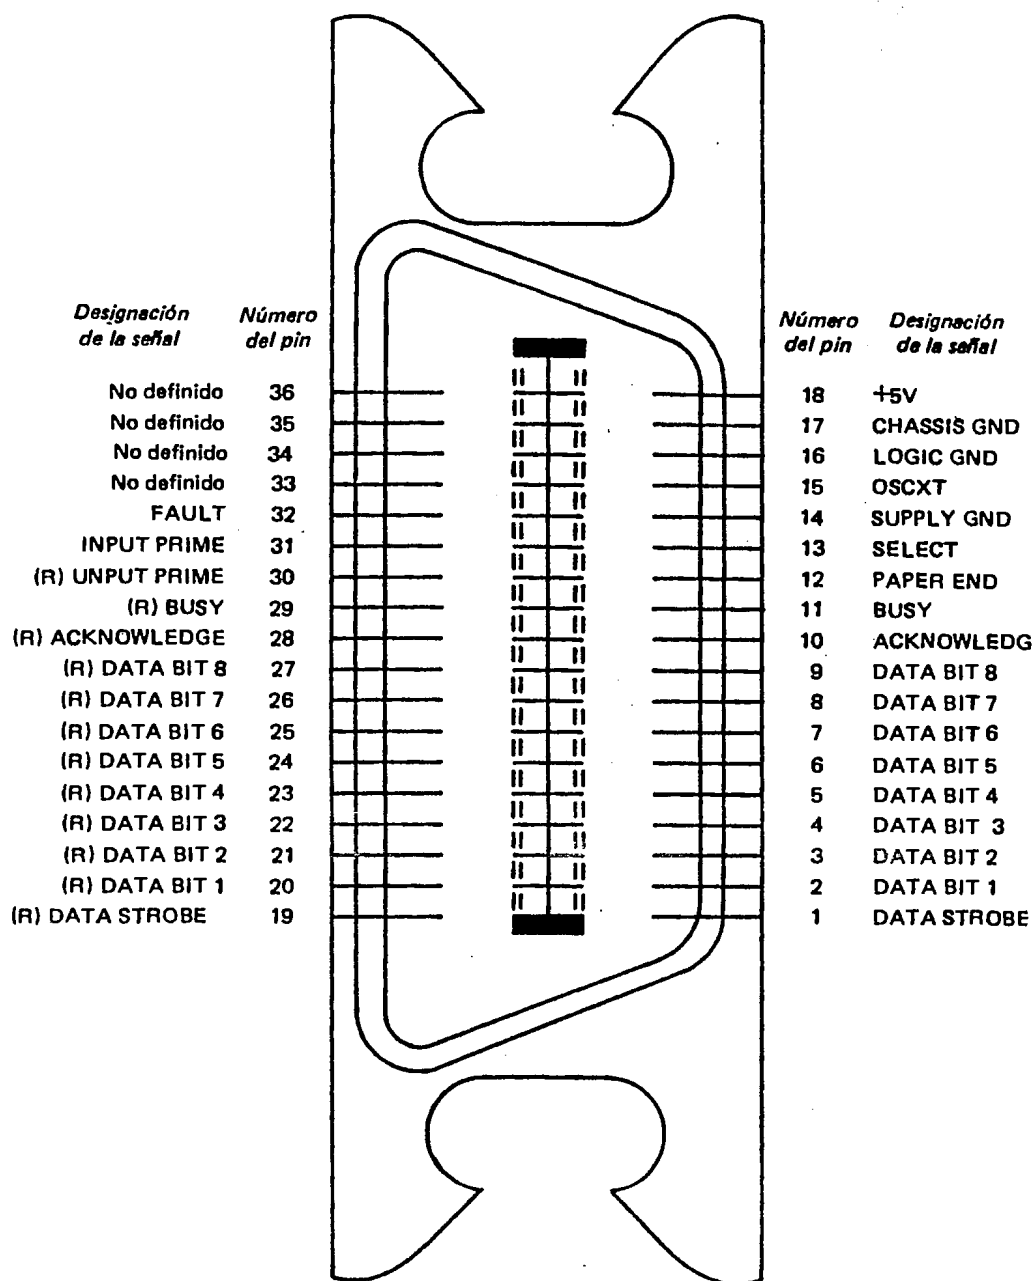 Designación de la señal
Número del pin
Número del pin
Designación de la señal
No definido 36
18 +5V
No definido 35
17 CHASSIS GND
No definido 34
16 LOGIC GND
No definido 33
15 OSCXT
FAULT 32
14 SUPPLY GND
INPUT PRIME 31
13 SELECT
(R) UNPUT PRIME 30
12 PAPER END
(R) BUSY 29
11 BUSY
(R) ACKNOWLEDGE 28
10 ACKNOWLEDG
(R) DATA BIT 8 27
9 DATA BIT 8
(R) DATA BIT 7 26
8 DATA BIT 7
(R) DATA BIT 6 25
7 DATA BIT 6
(R) DATA BIT 5 24
6 DATA BIT 5
(R) DATA BIT 4 23
5 DATA BIT 4
(R) DATA BIT 3 22
4 DATA BIT 3
(R) DATA BIT 2 21
3 DATA BIT 2
(R) DATA BIT 1 20
2 DATA BIT 1
(R) DATA STROBE 19
1 DATA STROBE